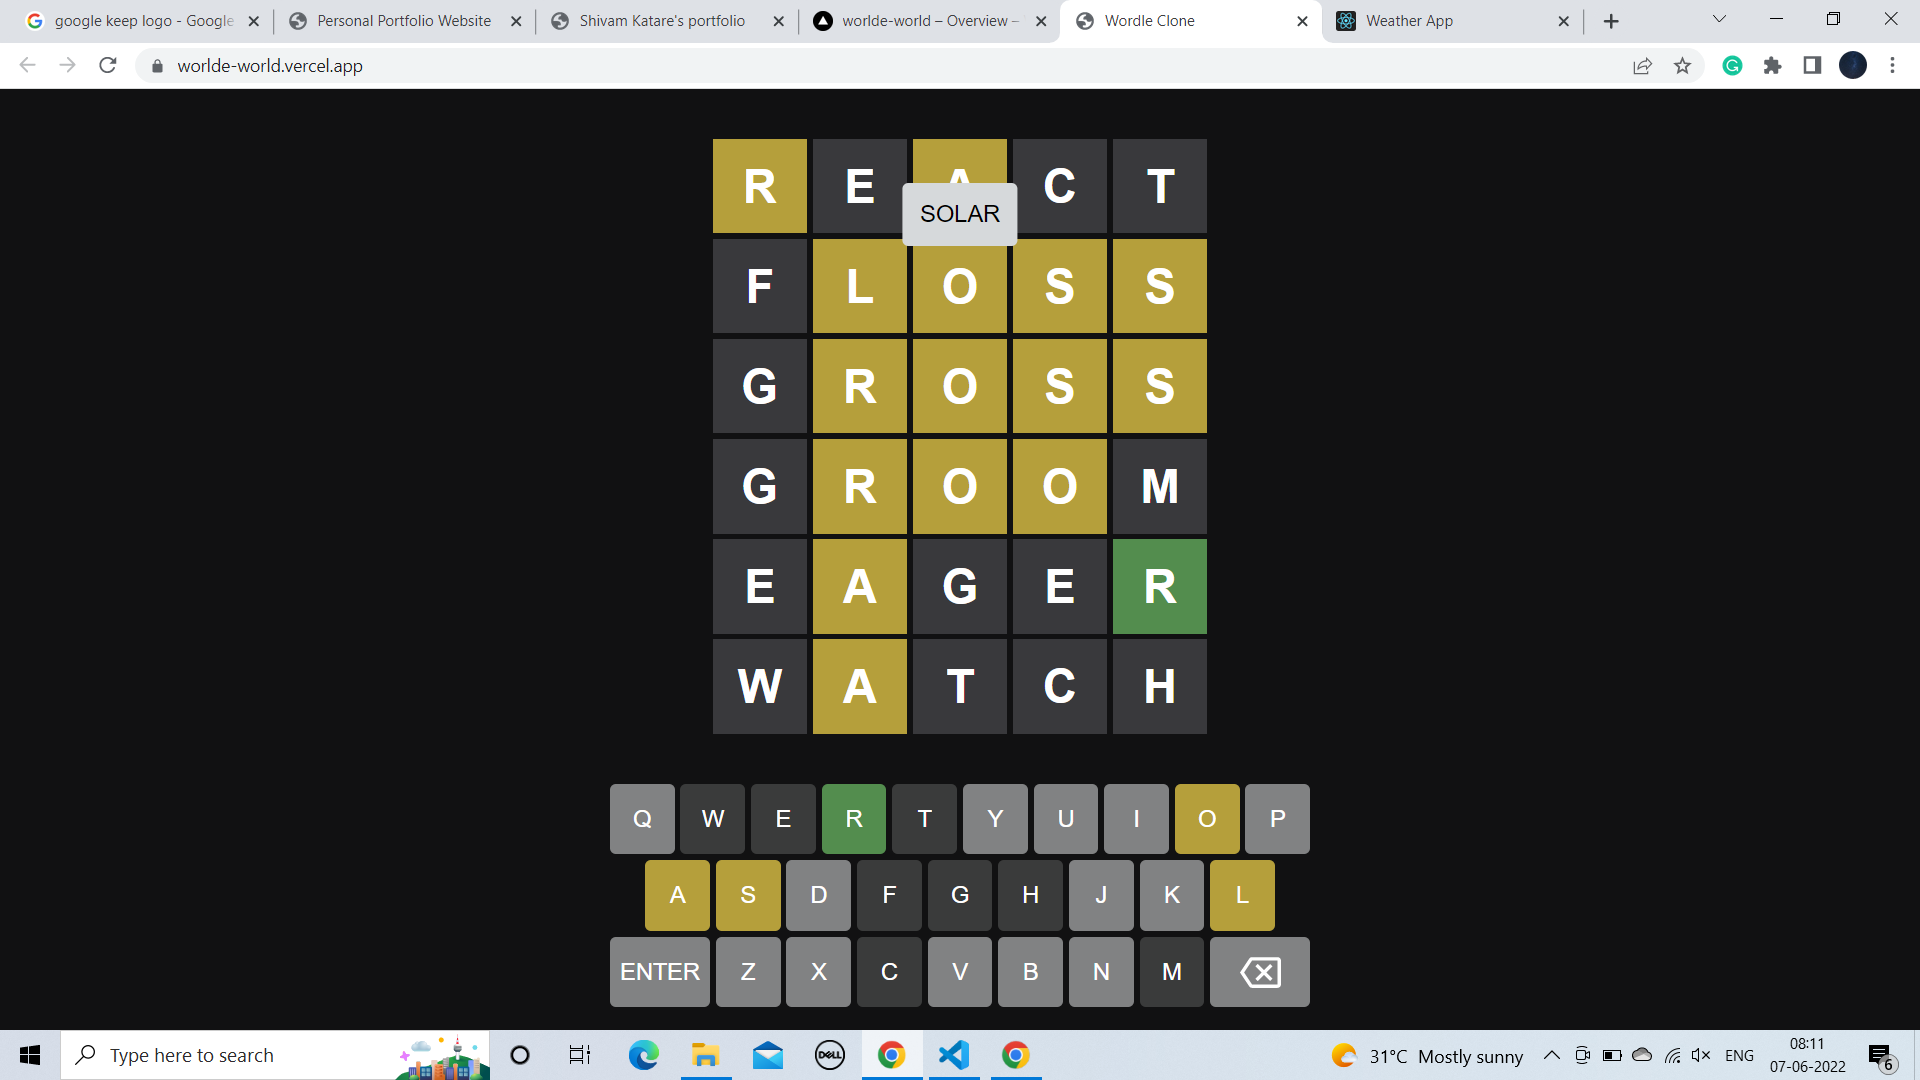 google keep logo - Google
Personal Portfolio Website
Shivam Katare's portfolio
worlde-world – Overview –
Wordle Clone
Weather App
worlde-world.vercel.app
R E A C T
SOLAR
F L O S S
G R O S S
G R O O M
E A G E R
W A T C H
Q W E R T Y U I O P
A S D F G H J K L
ENTER Z X C V B N M
Type here to search
DELL
31°C Mostly sunny
ENG
08:11
07-06-2022
6